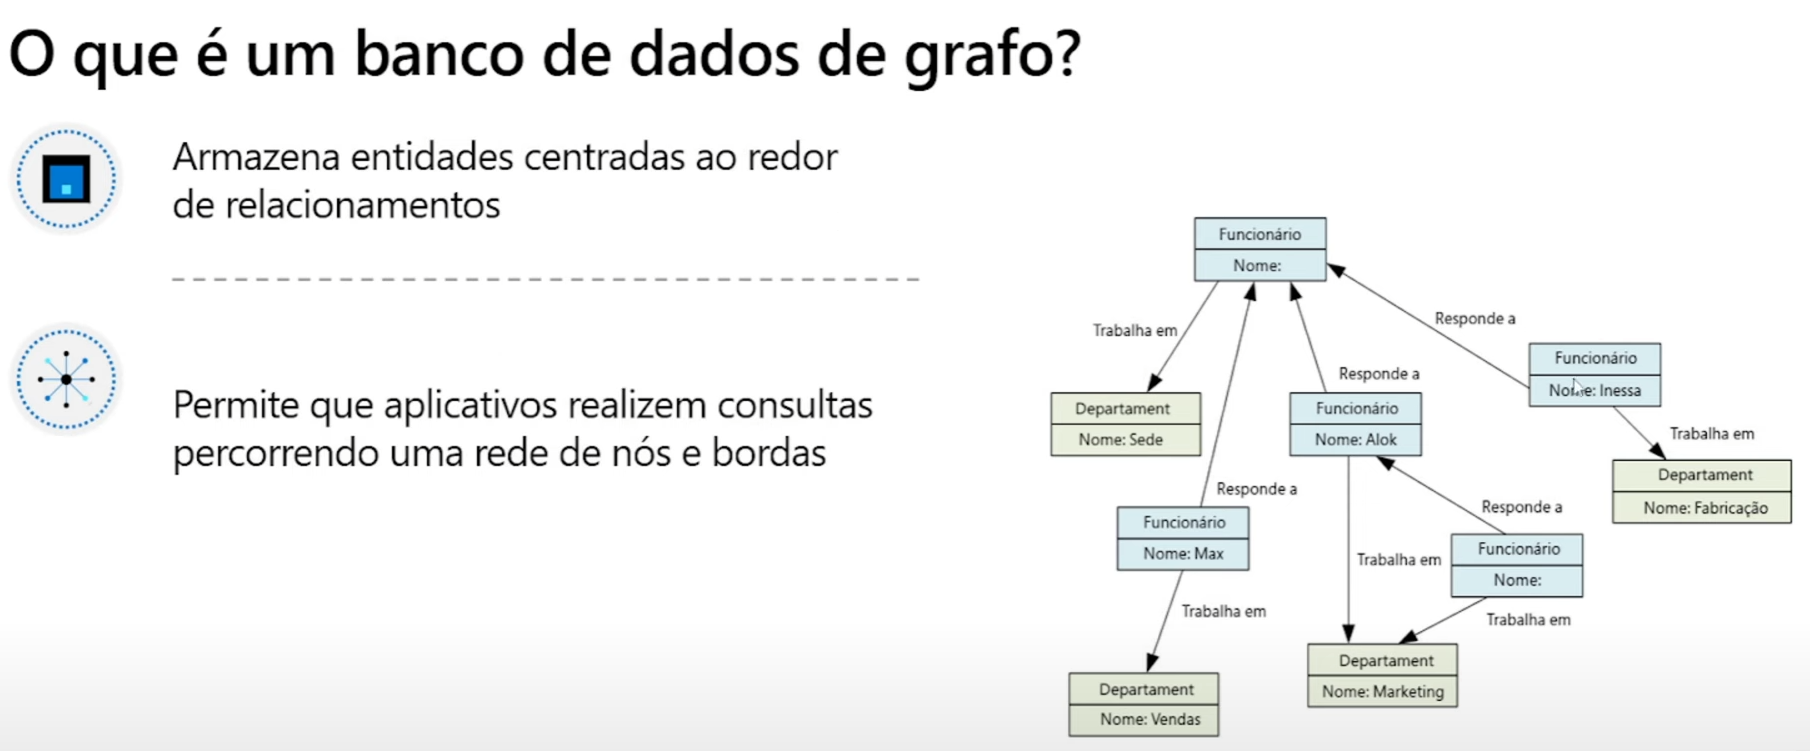 O que é um banco de dados de grafo?
Armazena entidades centradas ao redor
de relacionamentos
Permite que aplicativos realizem consultas
percorrendo uma rede de nós e bordas
Funcionário
Nome:
Trabalha em
Responde a
Responde a
Funcionário
Nome: Inessa
Departament
Nome: Sede
Funcionário
Nome: Alok
Trabalha em
Departament
Nome: Fabricação
Responde a
Responde a
Funcionário
Nome: Max
Trabalha em
Funcionário
Nome:
Trabalha em
Trabalha em
Departament
Nome: Marketing
Departament
Nome: Vendas